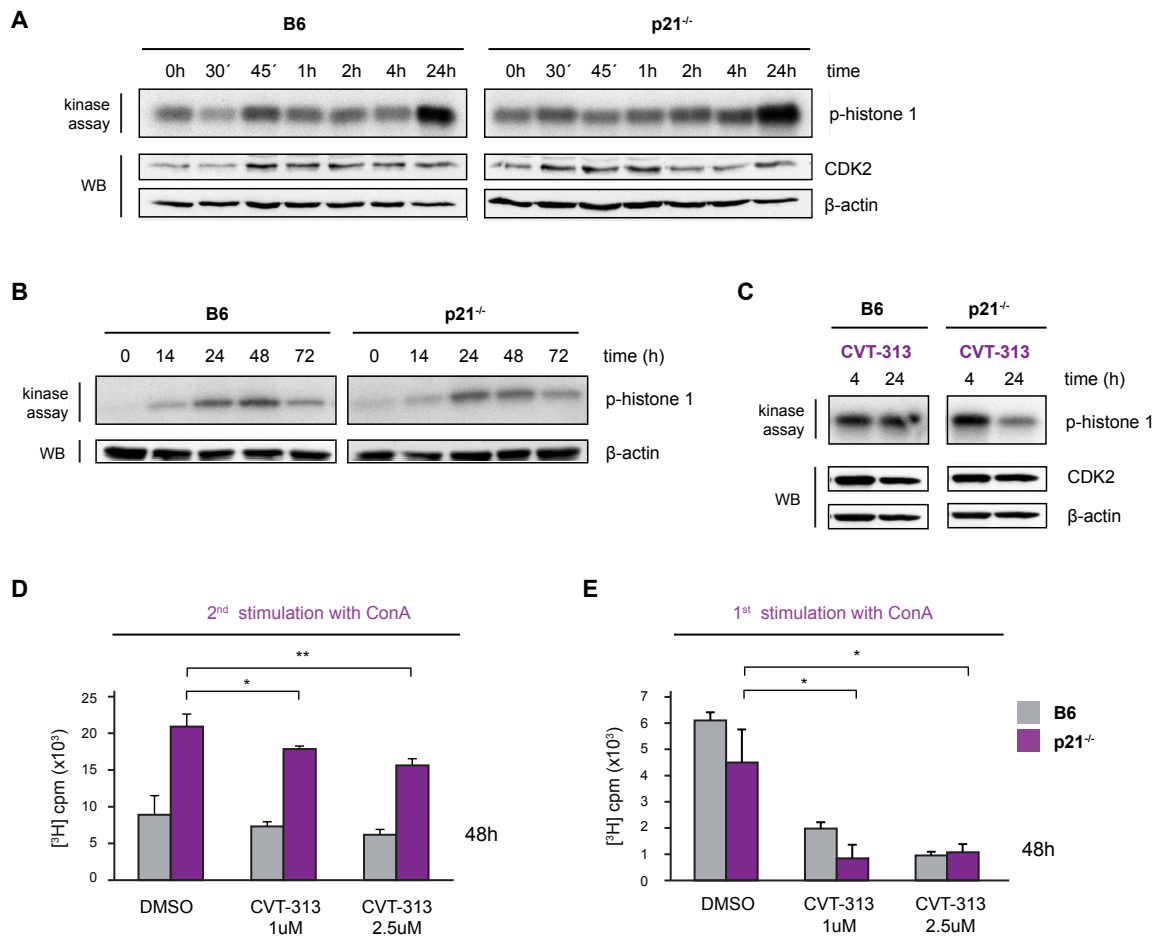 A
B6
p21-/-
0h 30´ 45´ 1h 2h 4h 24h
0h 30´ 45´ 1h 2h 4h 24h
time
kinase
assay
p-histone 1
WB
CDK2
β-actin
B
B6
p21-/-
0 14 24 48 72
0 14 24 48 72
time (h)
kinase
assay
p-histone 1
WB
β-actin
C
B6
p21-/-
CVT-313
CVT-313
4 24
4 24
time (h)
kinase
assay
p-histone 1
WB
CDK2
β-actin
D
2nd stimulation with ConA
**
*
[3H] cpm (x103)
25
20
15
10
5
0
48h
DMSO
CVT-313
1uM
CVT-313
2.5uM
E
1st stimulation with ConA
*
*
[3H] cpm (x103)
7
6
5
4
3
2
1
0
48h
DMSO
CVT-313
1uM
CVT-313
2.5uM
B6
p21-/-